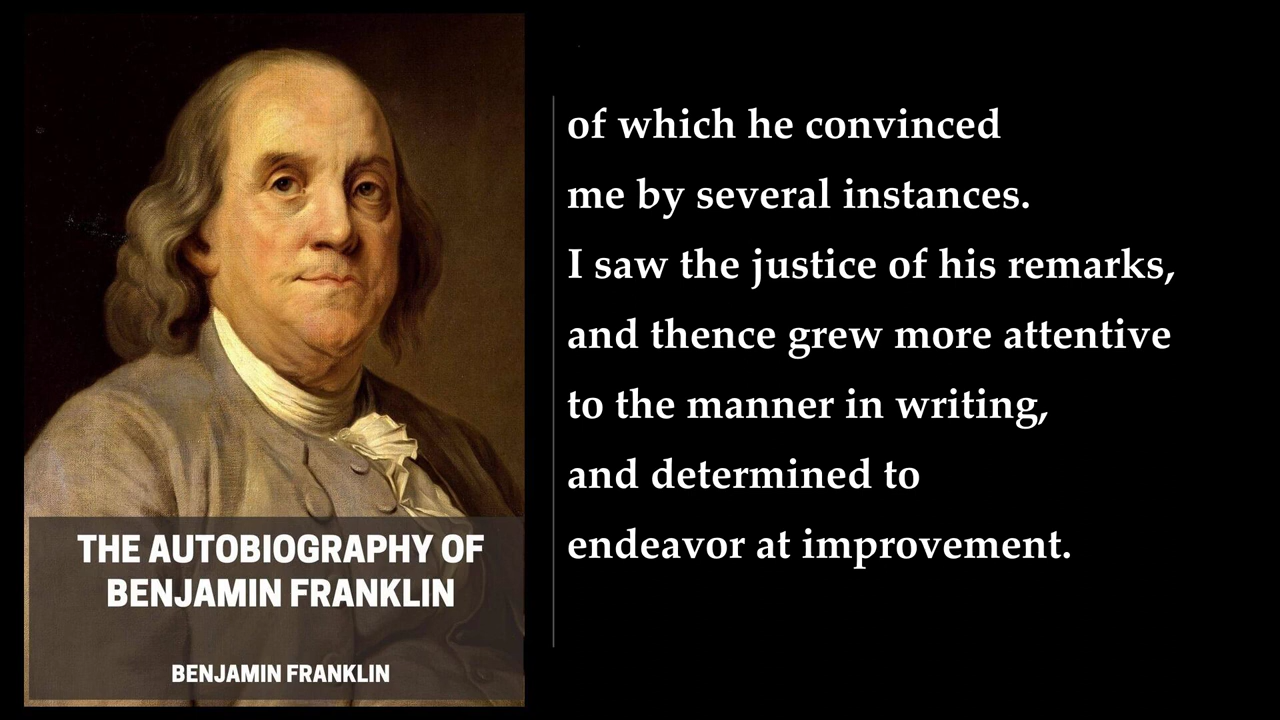 THE AUTOBIOGRAPHY OF
BENJAMIN FRANKLIN
BENJAMIN FRANKLIN
of which he convinced
me by several instances.
I saw the justice of his remarks,
and thence grew more attentive
to the manner in writing,
and determined to
endeavor at improvement.